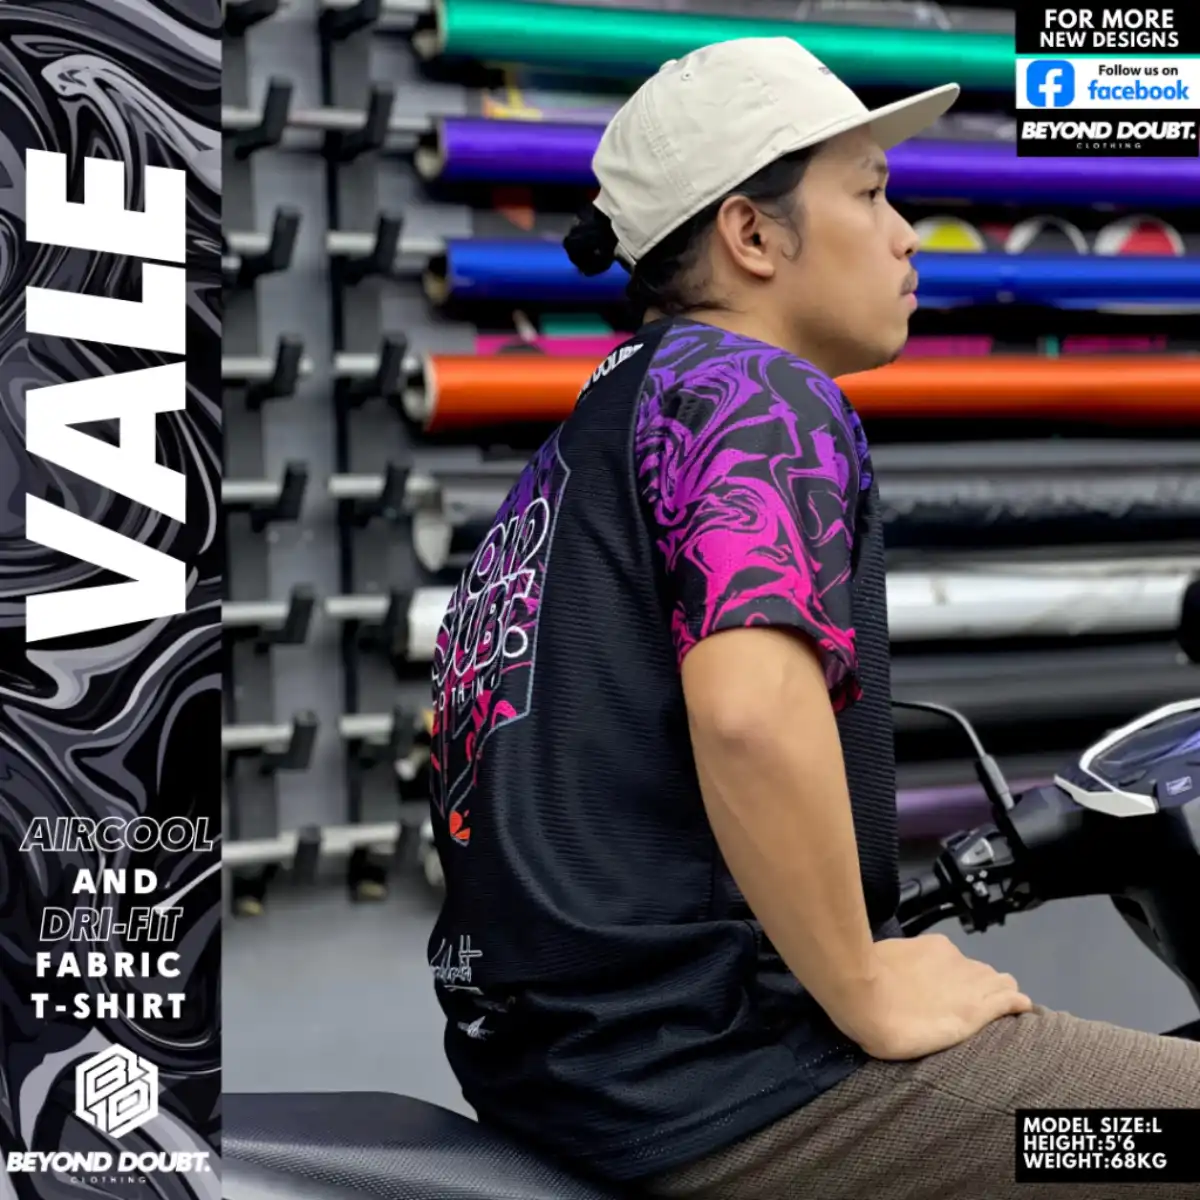 FOR MORE
NEW DESIGNS
Follow us on
facebook
BEYOND DOUBT.
CLOTHING
VALE
AIRCOOL
AND
DRI-FIT
FABRIC
T-SHIRT
BEYOND DOUBT.
CLOTHING
MODEL SIZE:L
HEIGHT:5'6
WEIGHT:68KG